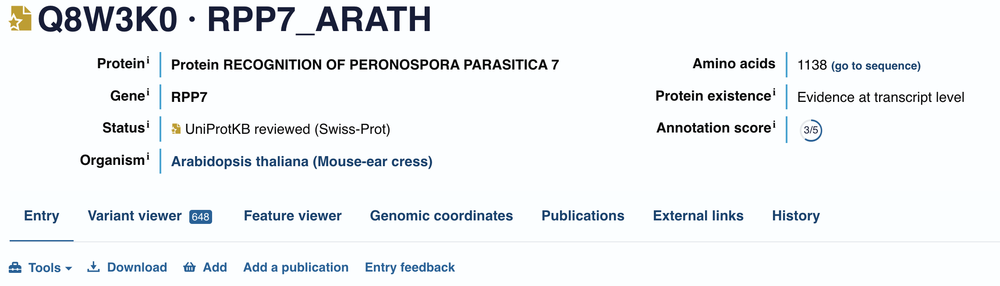 Q8W3K0 · RPP7_ARATH
Protein i Protein RECOGNITION OF PERONOSPORA PARASITICA 7
Gene i RPP7
Status i UniProtKB reviewed (Swiss-Prot)
Organism i Arabidopsis thaliana (Mouse-ear cress)
Amino acids 1138 (go to sequence)
Protein existence i Evidence at transcript level
Annotation score i 3/5
Entry Variant viewer 648 Feature viewer Genomic coordinates Publications External links History
Tools Download Add Add a publication Entry feedback